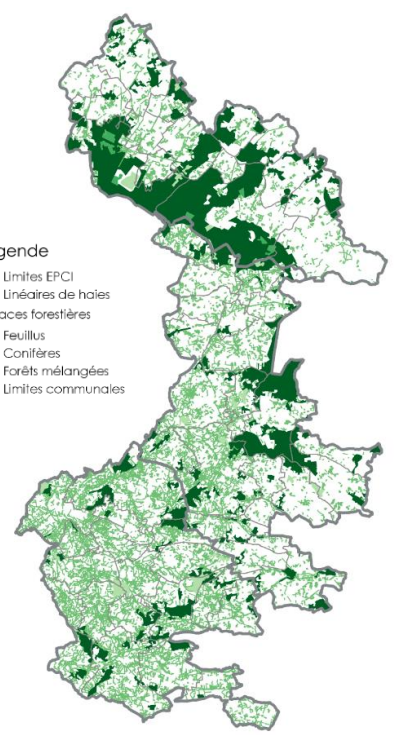 gende
Limites EPCI
Linéaires de haies
aces forestières
Feuillus
Conifères
Forêts mélangées
Limites communales